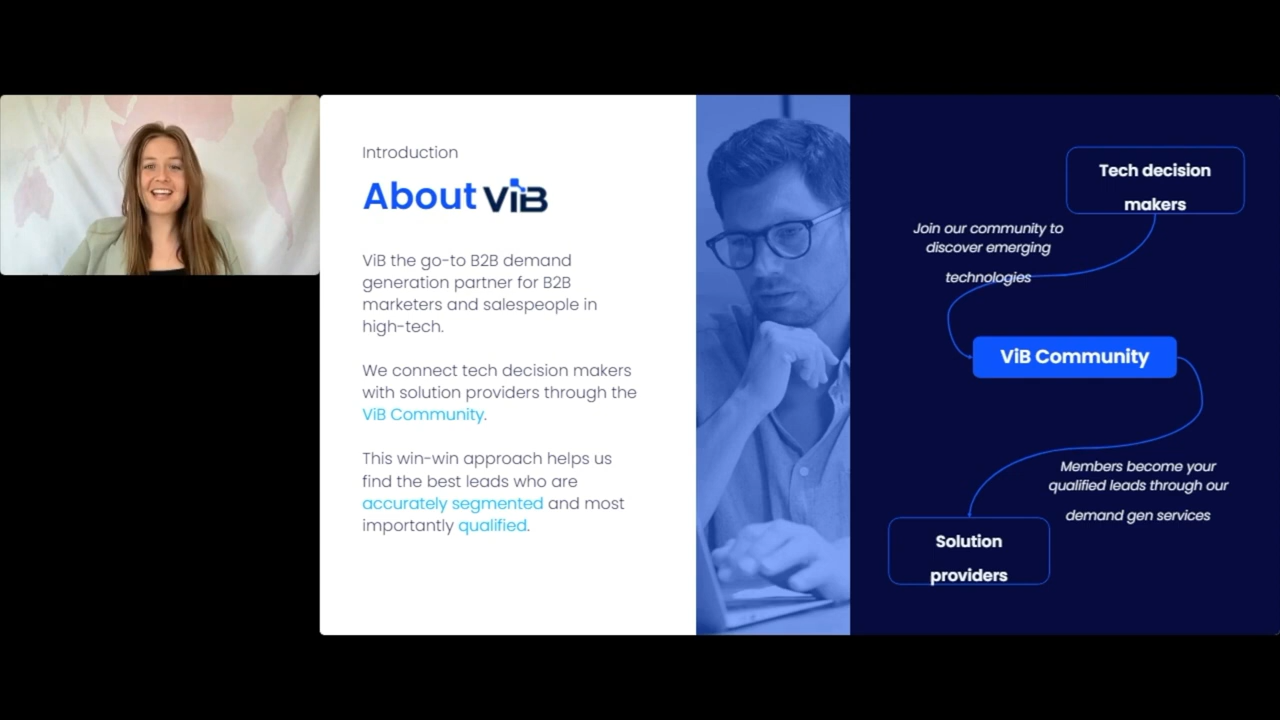 Introduction
About ViB
ViB the go-to B2B demand
generation partner for B2B
marketers and salespeople in
high-tech.
We connect tech decision makers
with solution providers through the
ViB Community.
This win-win approach helps us
find the best leads who are
accurately segmented and most
importantly qualified.
Tech decision
makers
Join our community to
discover emerging
technologies
ViB Community
Members become your
qualified leads through our
demand gen services
Solution
providers